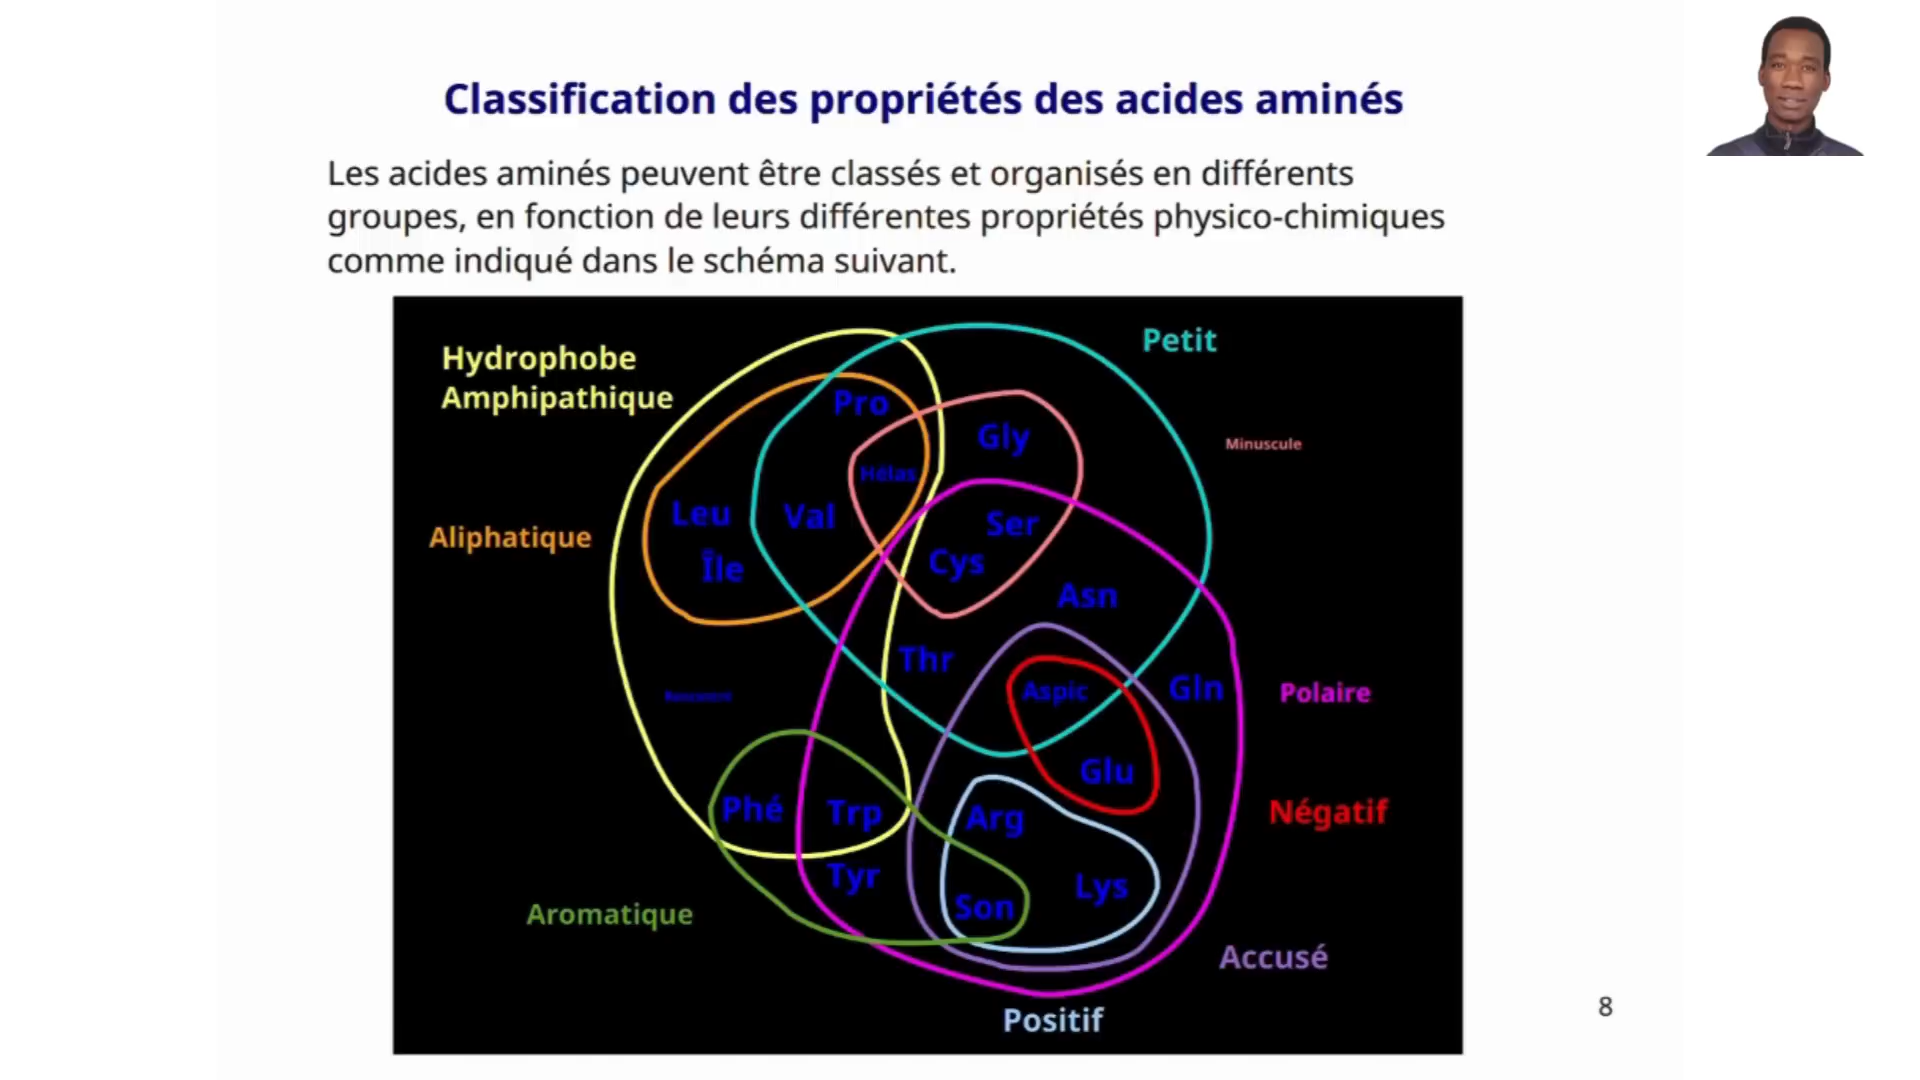 Classification des propriétés des acides aminés
Les acides aminés peuvent être classés et organisés en différents
groupes, en fonction de leurs différentes propriétés physico-chimiques
comme indiqué dans le schéma suivant.
Hydrophobe
Amphipathique
Petit
Pro
Gly
Minuscule
Hélas
Leu
Val
Ser
Aliphatique
Île
Cys
Asn
Thr
Aspic
Gln
Polaire
Glu
Phé
Trp
Arg
Négatif
Tyr
Lys
Son
Aromatique
Accusé
Positif
8